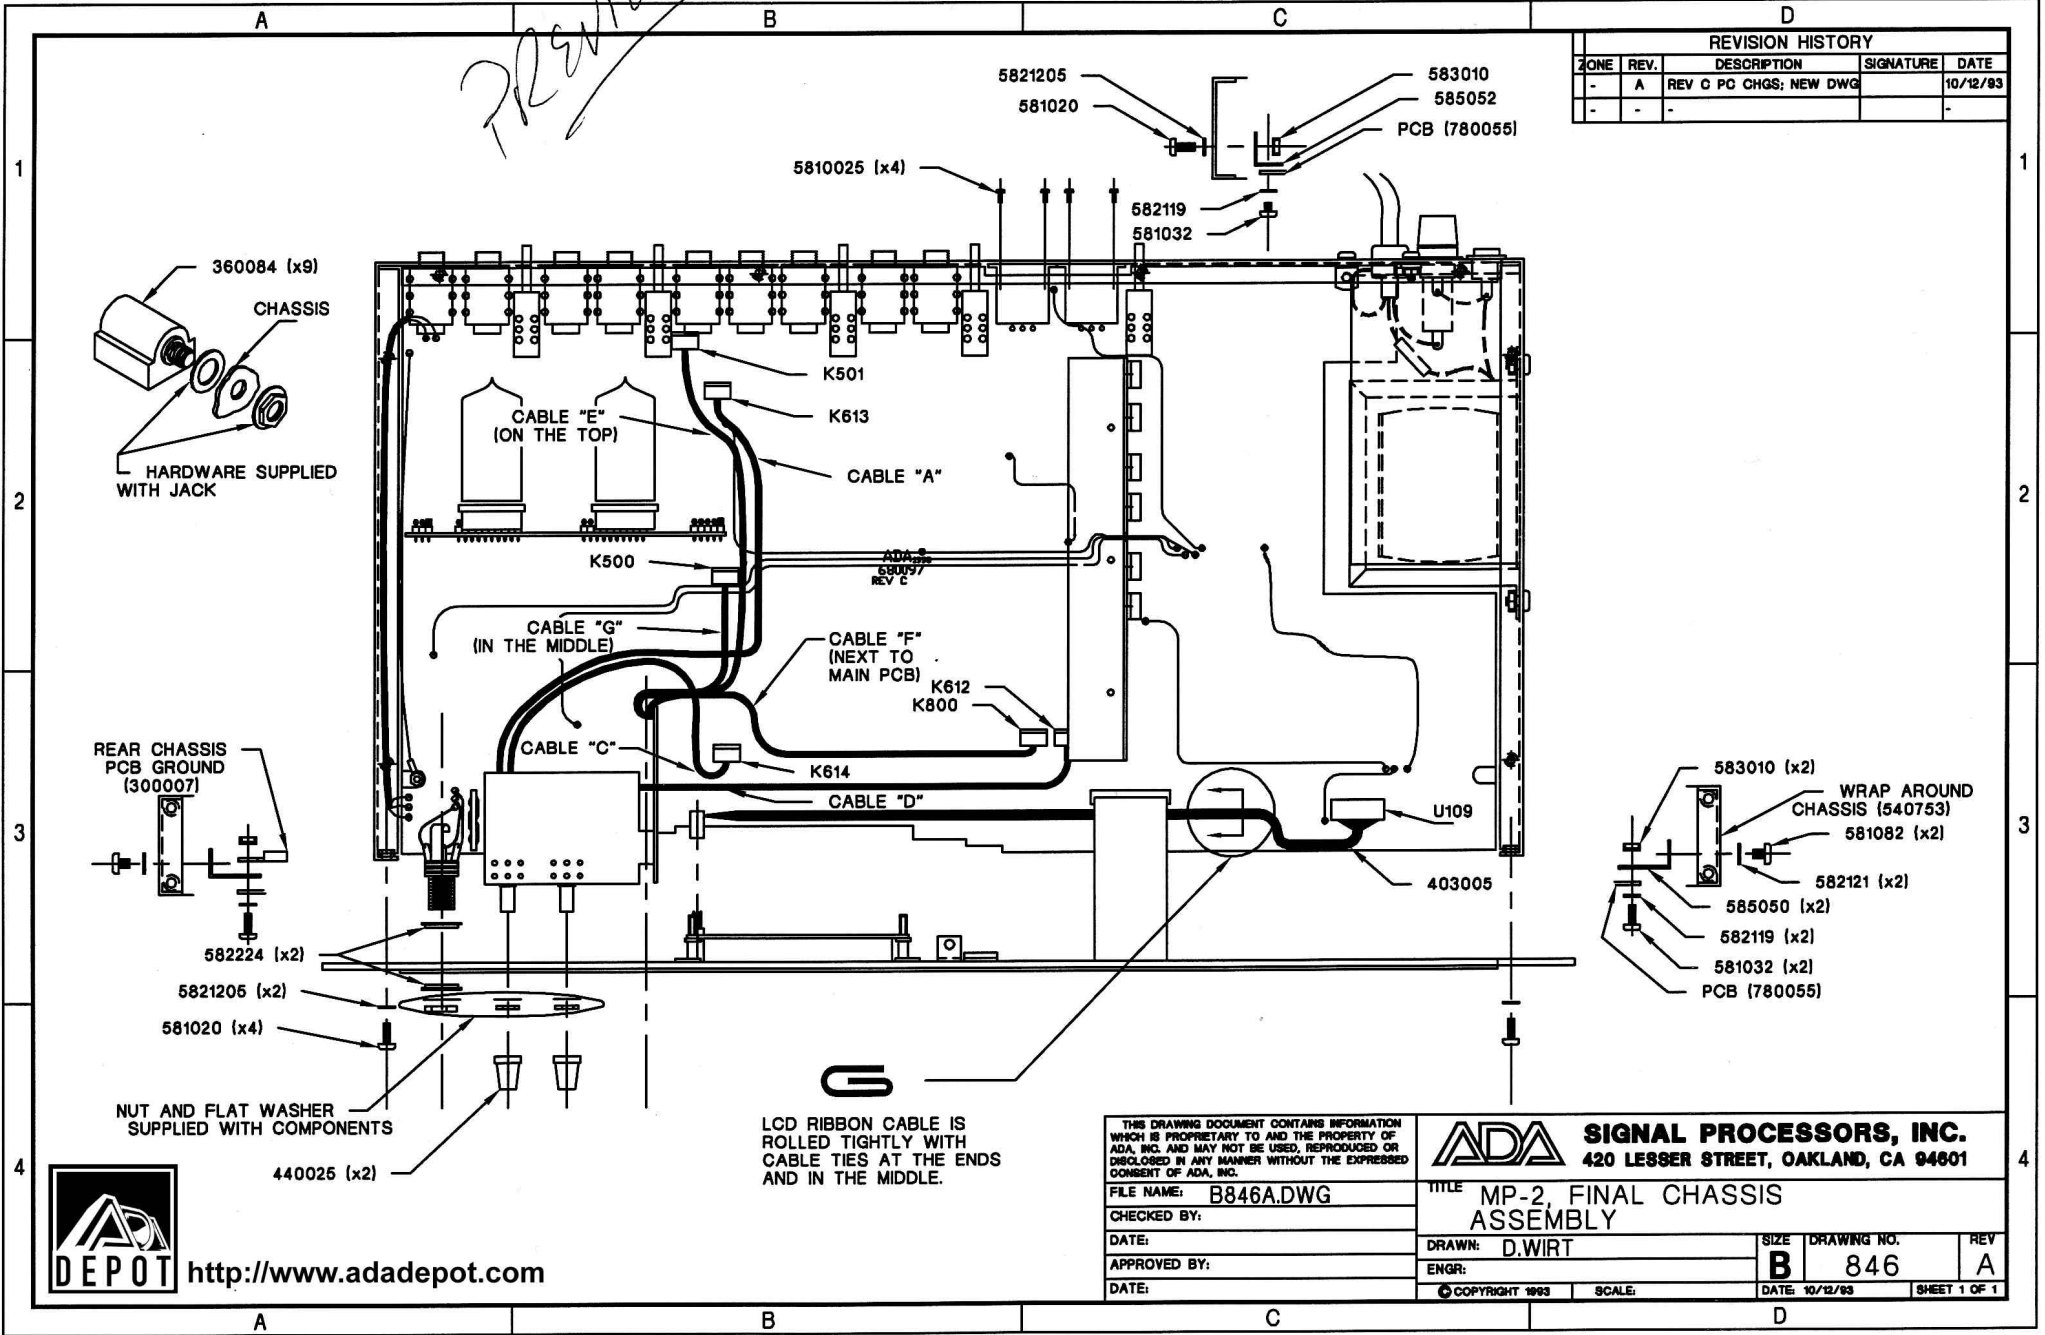 A
B
C
D
REVISION HISTORY
ZONE REV. DESCRIPTION SIGNATURE DATE
- A REV C PC CHGS; NEW DWG 10/12/93
- - - -
1
1
5821205
581020
583010
585052
PCB (780055)
5810025 (x4)
582119
581032
360084 (x9)
CHASSIS
HARDWARE SUPPLIED
WITH JACK
K501
K613
CABLE "E"
(ON THE TOP)
CABLE "A"
2
2
K500
ADA
680097
REV C
CABLE "G"
(IN THE MIDDLE)
CABLE "F"
(NEXT TO
MAIN PCB)
K612
K800
CABLE "C"
K614
CABLE "D"
U109
403005
REAR CHASSIS
PCB GROUND
(300007)
3
3
583010 (x2)
WRAP AROUND
CHASSIS (540753)
581082 (x2)
582121 (x2)
585050 (x2)
582119 (x2)
581032 (x2)
PCB (780055)
582224 (x2)
5821205 (x2)
581020 (x4)
NUT AND FLAT WASHER
SUPPLIED WITH COMPONENTS
440025 (x2)
LCD RIBBON CABLE IS
ROLLED TIGHTLY WITH
CABLE TIES AT THE ENDS
AND IN THE MIDDLE.
4
4
ADA
DEPOT
http://www.adadepot.com
THIS DRAWING DOCUMENT CONTAINS INFORMATION
WHICH IS PROPRIETARY TO AND THE PROPERTY OF
ADA, INC. AND MAY NOT BE USED, REPRODUCED OR
DISCLOSED IN ANY MANNER WITHOUT THE EXPRESSED
CONSENT OF ADA, INC.
FILE NAME: B846A.DWG
CHECKED BY:
DATE:
APPROVED BY:
DATE:
ADA SIGNAL PROCESSORS, INC.
420 LESSER STREET, OAKLAND, CA 94601
TITLE MP-2, FINAL CHASSIS
ASSEMBLY
DRAWN: D.WIRT
ENGR:
SIZE B
DRAWING NO. 846
REV A
© COPYRIGHT 1993 SCALE: DATE: 10/12/93 SHEET 1 OF 1
A
B
C
D